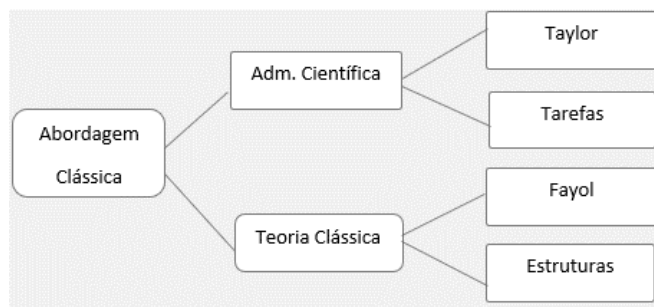 Abordagem
Clássica
Adm. Científica
Teoria Clássica
Taylor
Tarefas
Fayol
Estruturas